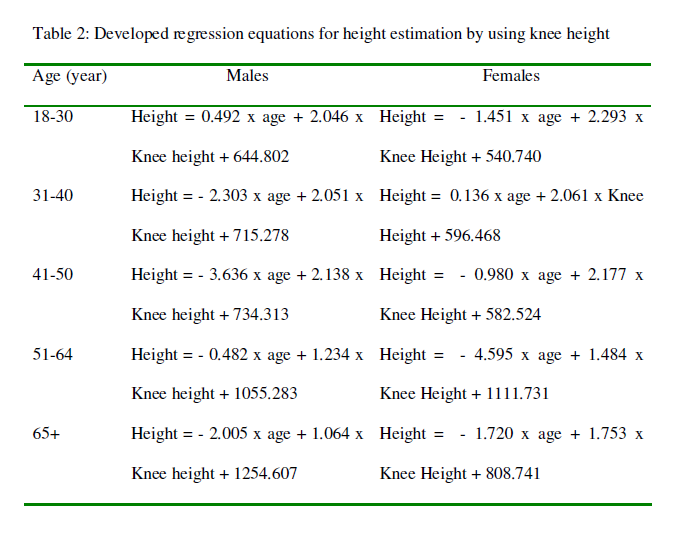 Table 2: Developed regression equations for height estimation by using knee height
Age (year) Males Females
18-30 Height = 0.492 x age + 2.046 x Height = - 1.451 x age + 2.293 x
Knee height + 644.802 Knee Height + 540.740
31-40 Height = - 2.303 x age + 2.051 x Height = 0.136 x age + 2.061 x Knee
Knee height + 715.278 Height + 596.468
41-50 Height = - 3.636 x age + 2.138 x Height = - 0.980 x age + 2.177 x
Knee height + 734.313 Knee Height + 582.524
51-64 Height = - 0.482 x age + 1.234 x Height = - 4.595 x age + 1.484 x
Knee height + 1055.283 Knee Height + 1111.731
65+ Height = - 2.005 x age + 1.064 x Height = - 1.720 x age + 1.753 x
Knee height + 1254.607 Knee Height + 808.741